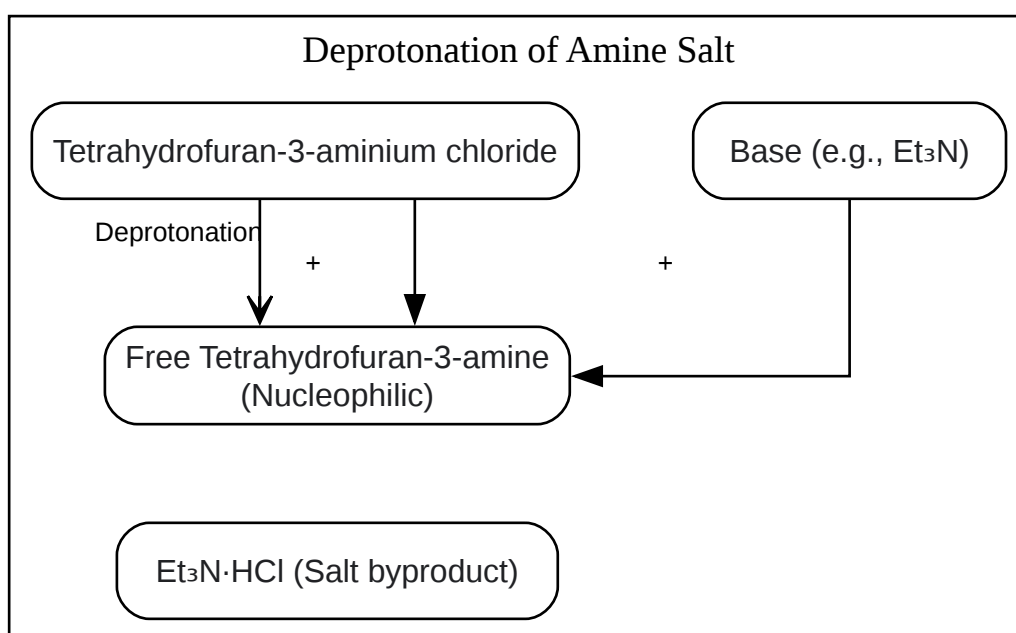 Deprotonation of Amine Salt
Tetrahydrofuran-3-aminium chloride
Base (e.g., Et₃N)
Deprotonation
+
+
Free Tetrahydrofuran-3-amine
(Nucleophilic)
Et₃N·HCl (Salt byproduct)